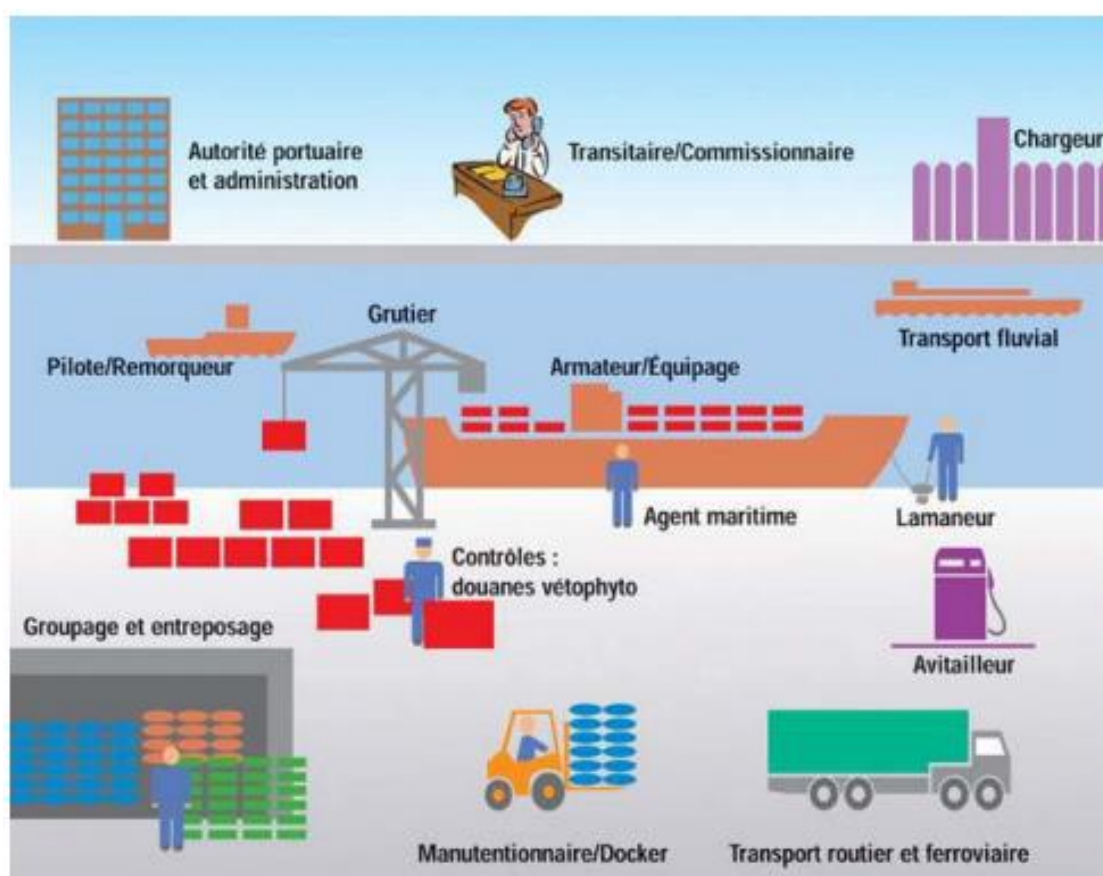 Autorité portuaire
et administration
Transitaire/Commissionnaire
Chargeur
Pilote/Remorqueur
Grutier
Armateur/Équipage
Transport fluvial
Agent maritime
Lamaneur
Contrôles :
douanes vétophyto
Groupage et entreposage
Avitailleur
Manutentionnaire/Docker
Transport routier et ferroviaire